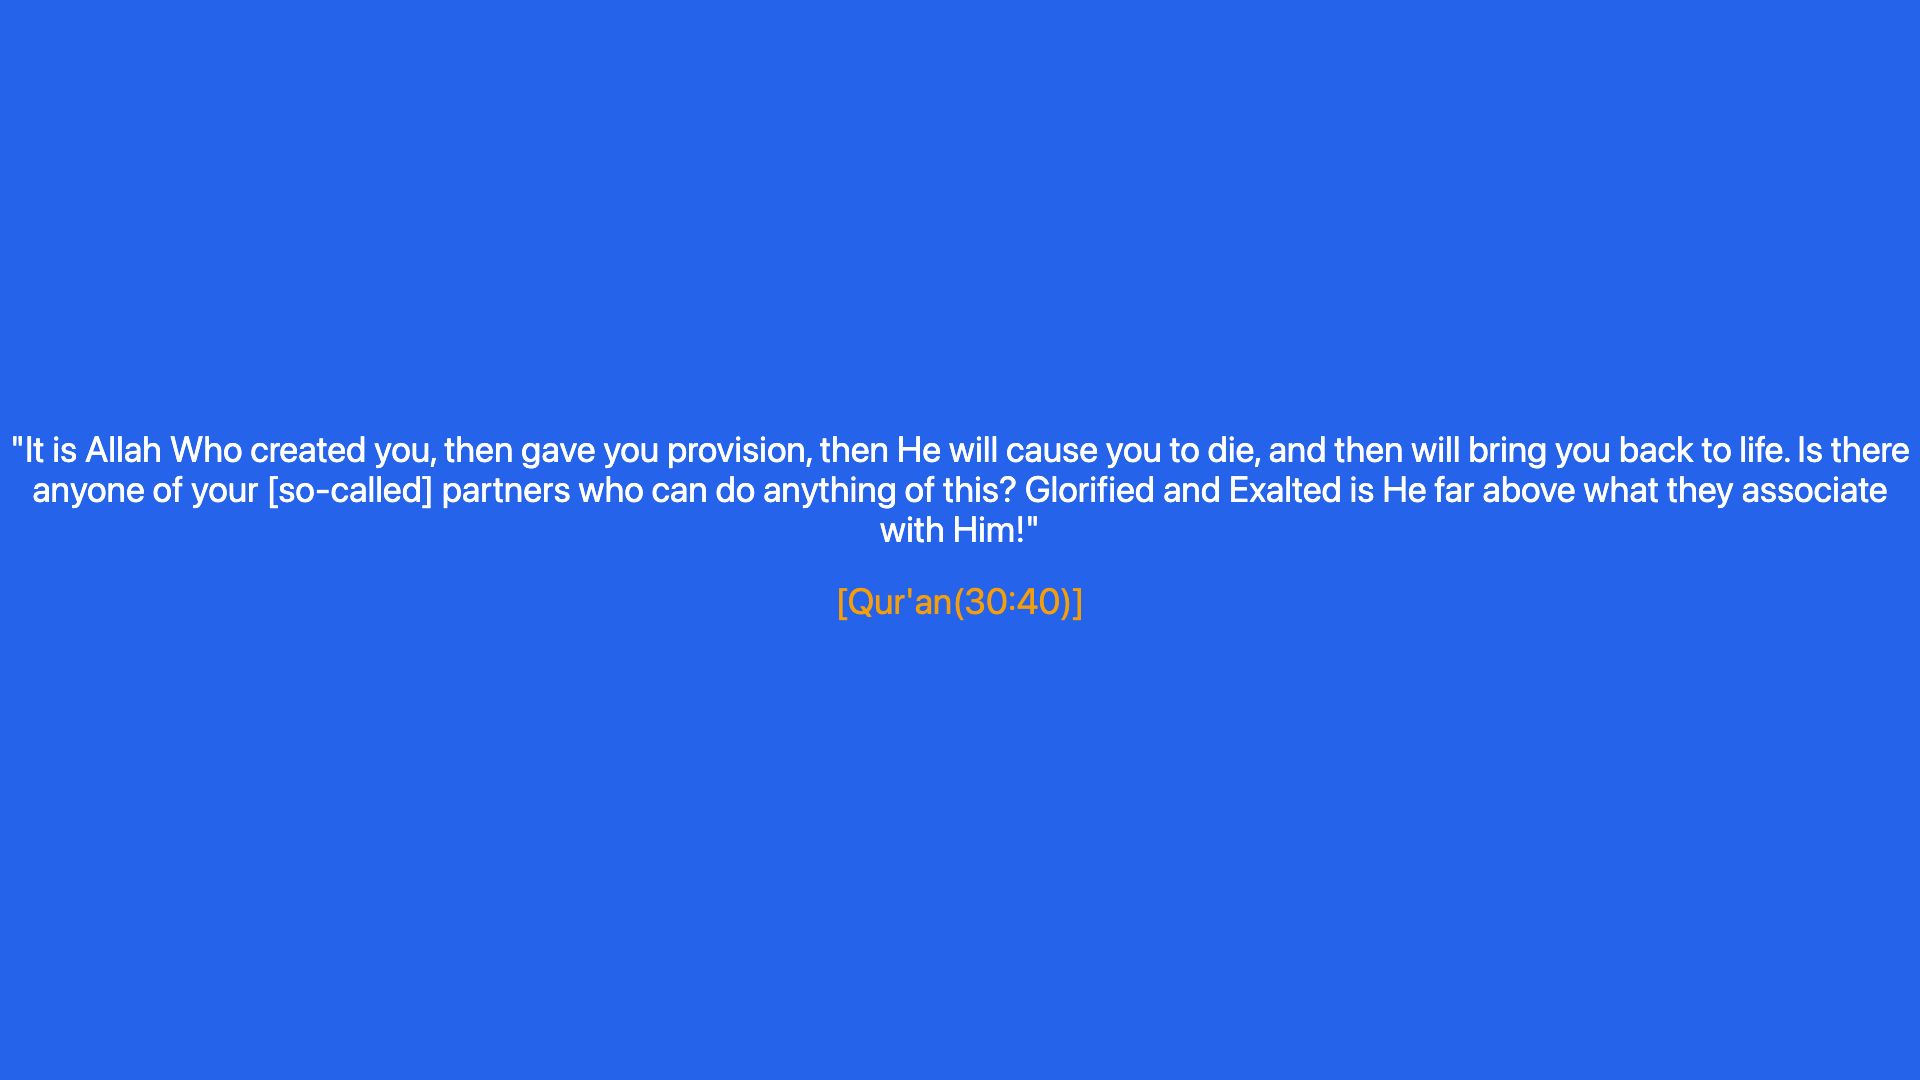 "It is Allah Who created you, then gave you provision, then He will cause you to die, and then will bring you back to life. Is there
anyone of your [so-called] partners who can do anything of this? Glorified and Exalted is He far above what they associate
with Him!"
[Qur'an(30:40)]